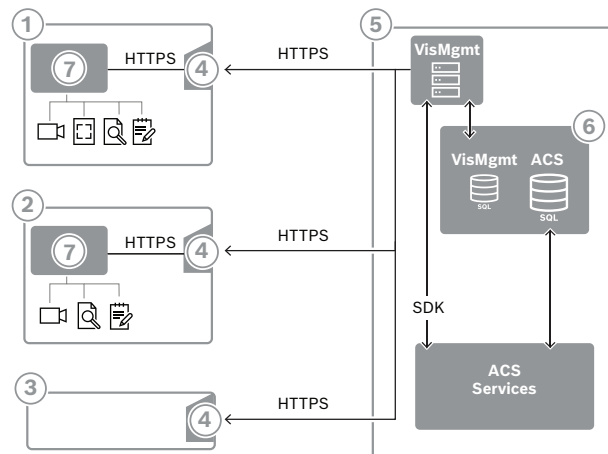 1
5
HTTPS
HTTPS
VisMgmt
7
4
6
VisMgmt ACS
SQL
SQL
2
HTTPS
HTTPS
7
4
SDK
ACS
Services
3
HTTPS
4